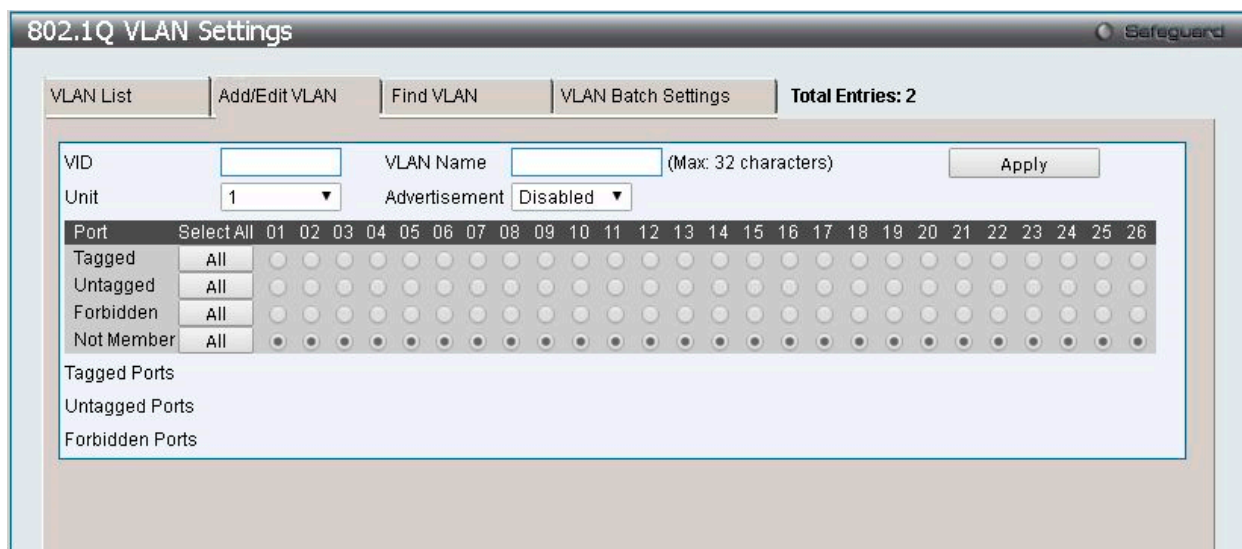 802.1Q VLAN Settings Safeguard
VLAN List Add/Edit VLAN Find VLAN VLAN Batch Settings Total Entries: 2
VID VLAN Name (Max: 32 characters) Apply
Unit 1 Advertisement Disabled
Port Select All 01 02 03 04 05 06 07 08 09 10 11 12 13 14 15 16 17 18 19 20 21 22 23 24 25 26
Tagged All
Untagged All
Forbidden All
Not Member All
Tagged Ports
Untagged Ports
Forbidden Ports